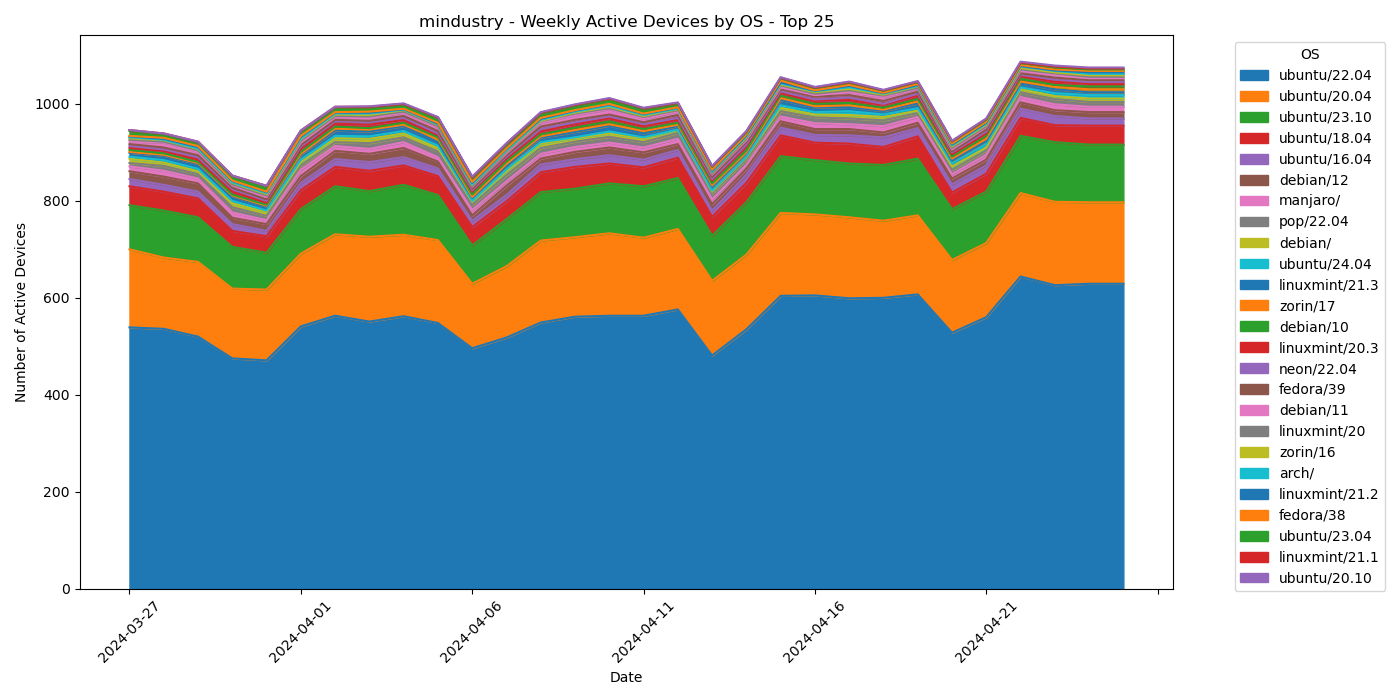 mindustry - Weekly Active Devices by OS - Top 25
Number of Active Devices
1000
800
600
400
200
0
2024-03-27
2024-04-01
2024-04-06
2024-04-11
2024-04-16
2024-04-21
Date
OS
ubuntu/22.04
ubuntu/20.04
ubuntu/23.10
ubuntu/18.04
ubuntu/16.04
debian/12
manjaro/
pop/22.04
debian/
ubuntu/24.04
linuxmint/21.3
zorin/17
debian/10
linuxmint/20.3
neon/22.04
fedora/39
debian/11
linuxmint/20
zorin/16
arch/
linuxmint/21.2
fedora/38
ubuntu/23.04
linuxmint/21.1
ubuntu/20.10